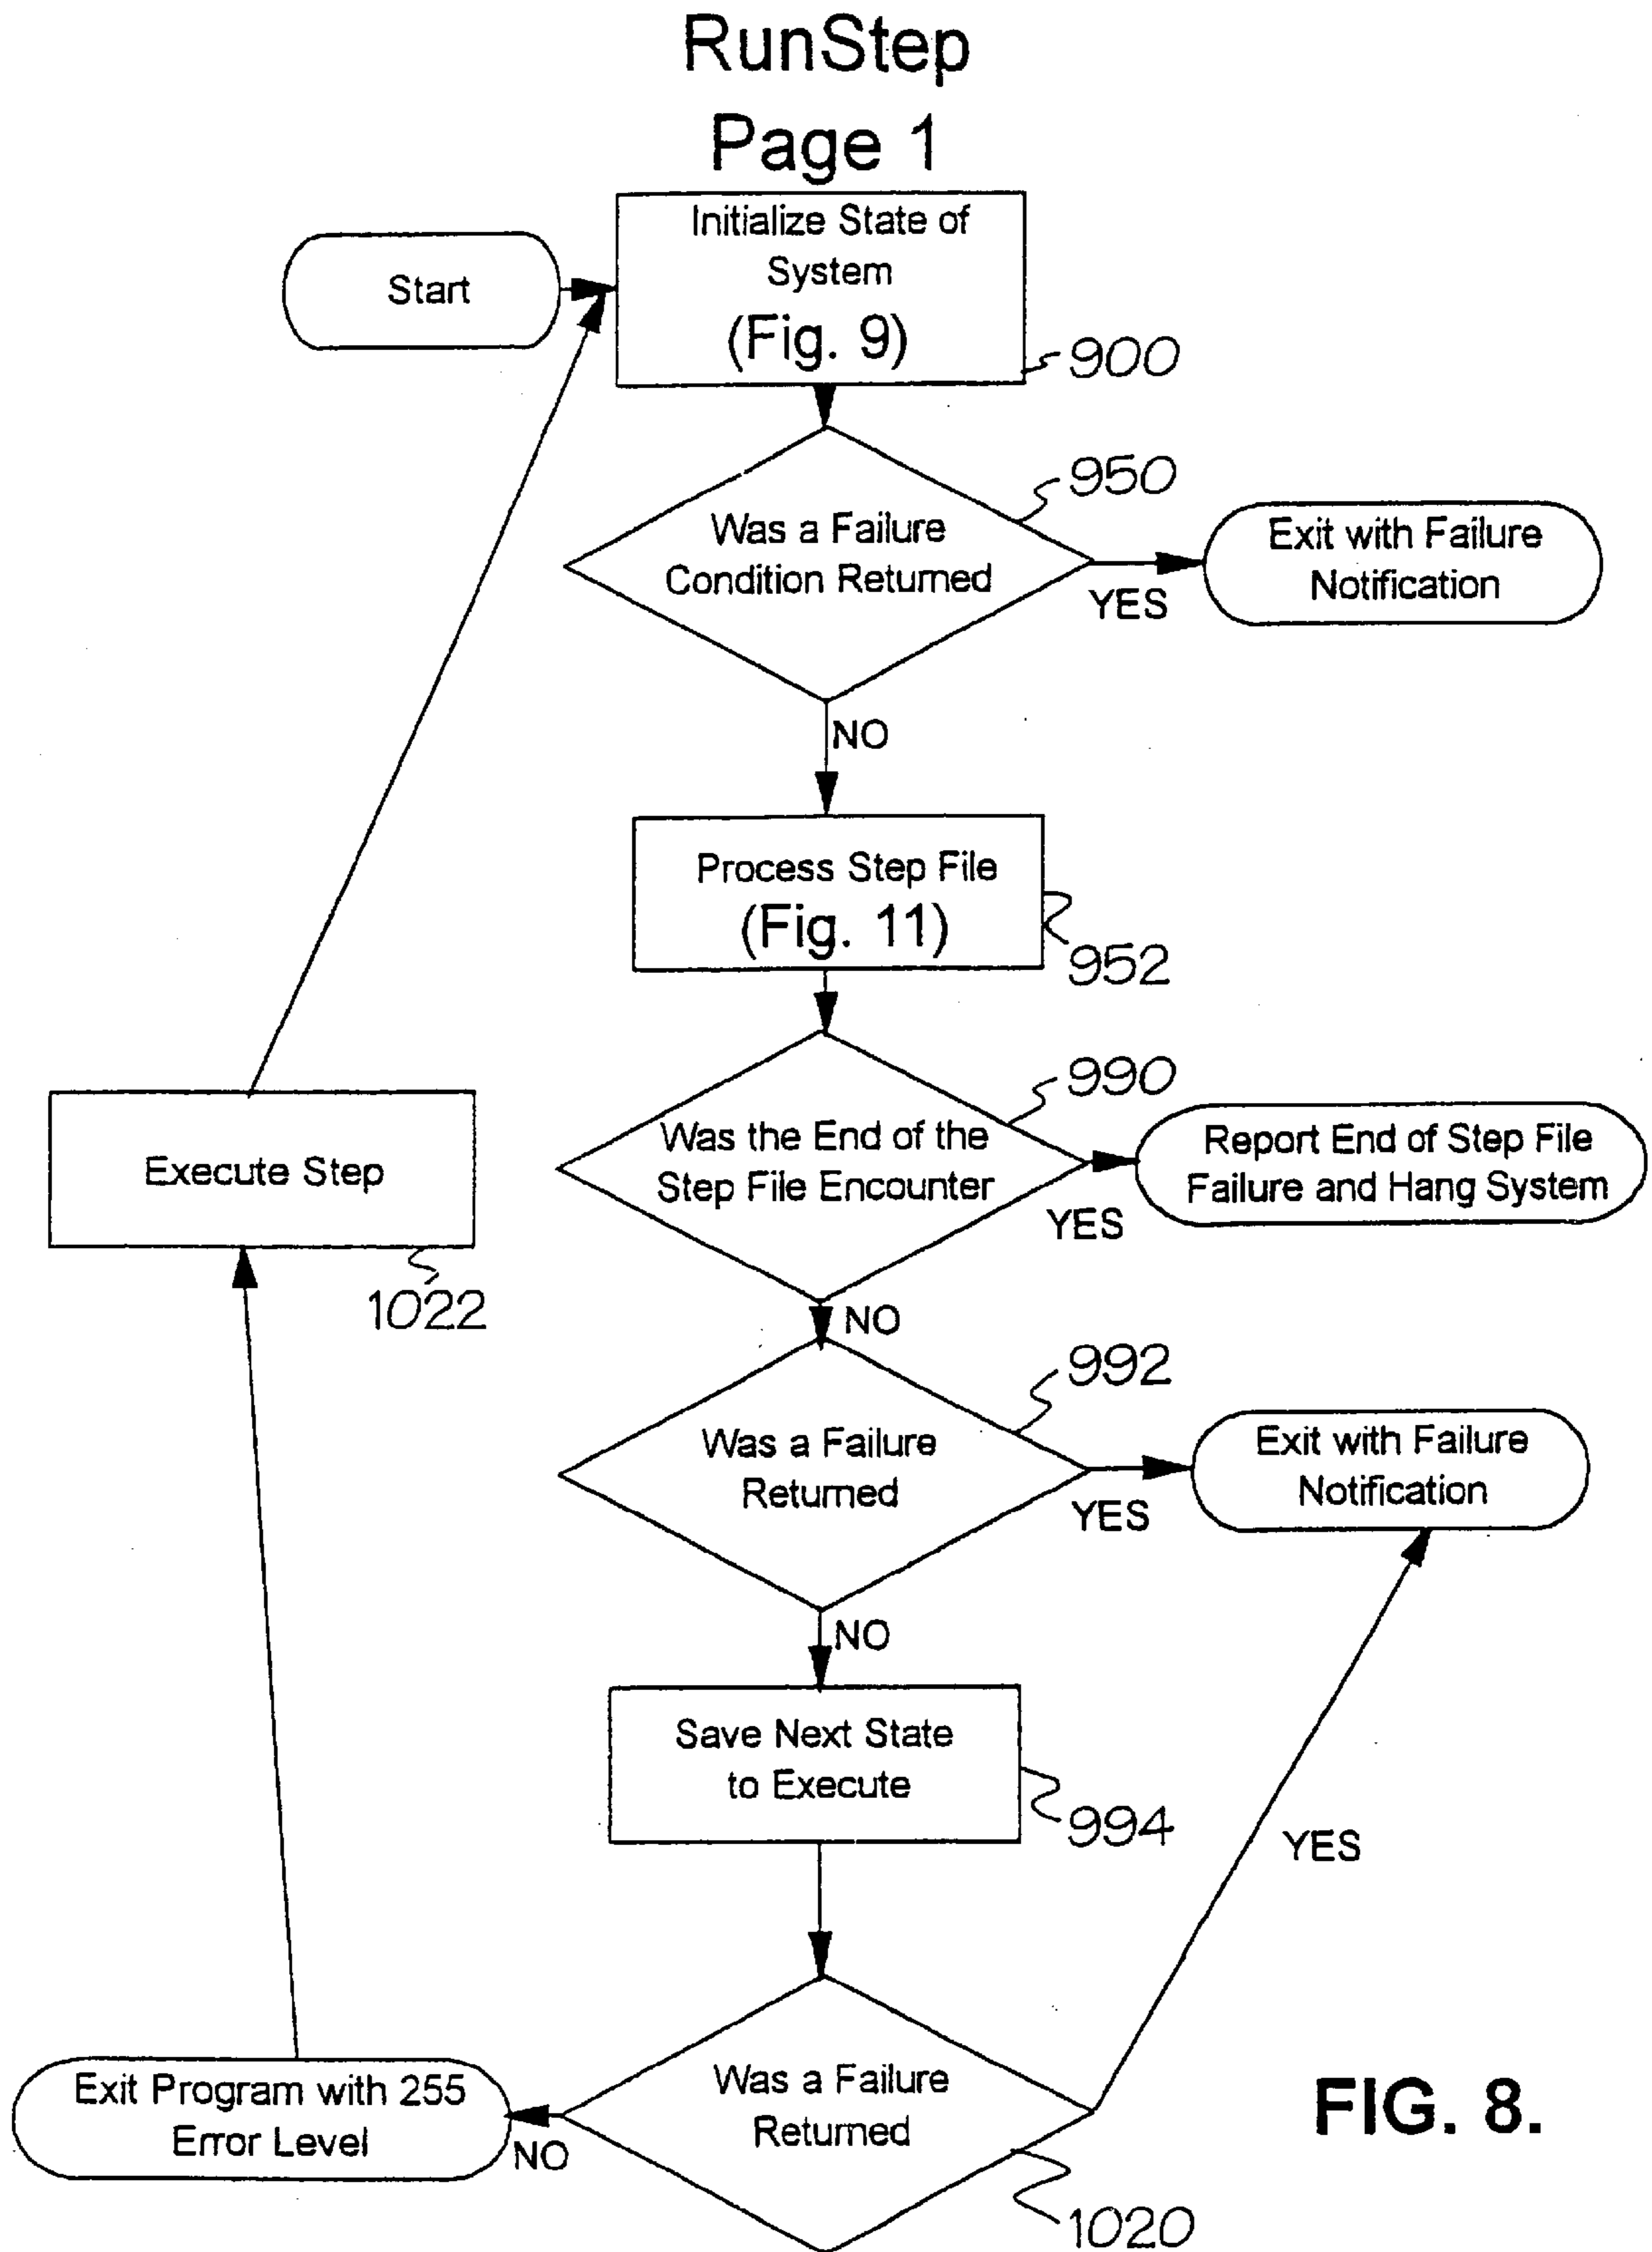 RunStep
Page 1
Start
Initialize State of
System
(Fig. 9)
900
950
Was a Failure
Condition Returned
YES
Exit with Failure
Notification
NO
Process Step File
(Fig. 11)
952
990
Was the End of the
Step File Encounter
YES
Report End of Step File
Failure and Hang System
Execute Step
1022
NO
992
Was a Failure
Returned
YES
Exit with Failure
Notification
NO
Save Next State
to Execute
994
YES
Exit Program with 255
Error Level
NO
Was a Failure
Returned
1020
FIG. 8.